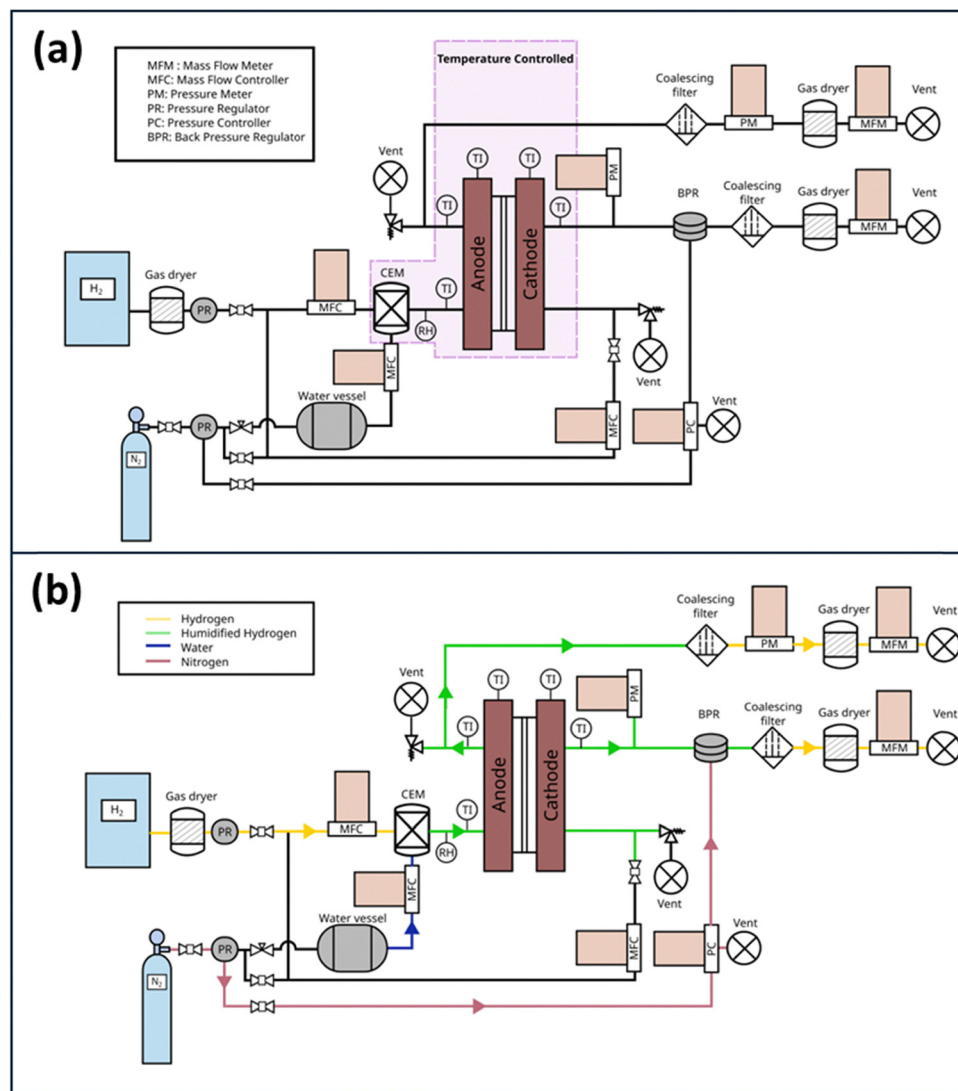 (a)
MFM : Mass Flow Meter
MFC: Mass Flow Controller
PM: Pressure Meter
PR: Pressure Regulator
PC: Pressure Controller
BPR: Back Pressure Regulator
Temperature Controlled
Coalescing
filter
PM
Gas dryer
MFM
Vent
Vent
TI
TI
TI
TI
PM
BPR
Coalescing
filter
Gas dryer
MFM
Vent
Anode
Cathode
H2
Gas dryer
PR
MFC
CEM
TI
RH
MFC
Vent
Water vessel
N2
PR
MFC
PC
Vent
(b)
Hydrogen
Humidified Hydrogen
Water
Nitrogen
Coalescing
filter
PM
Gas dryer
MFM
Vent
Vent
TI
TI
TI
TI
PM
BPR
Coalescing
filter
Gas dryer
MFM
Vent
Anode
Cathode
H2
Gas dryer
PR
MFC
CEM
TI
RH
MFC
Vent
Water vessel
N2
PR
MFC
PC
Vent